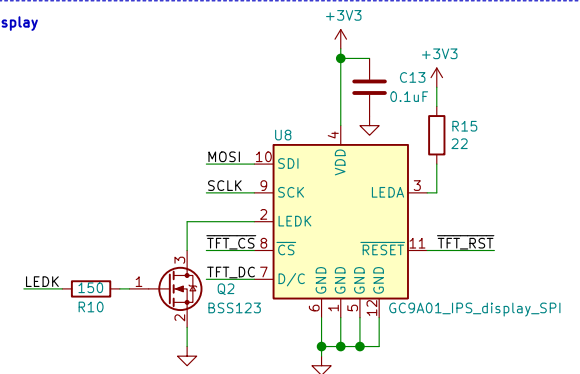 splay
+3V3
+3V3
C13
0.1uF
R15
22
U8
4
VDD
MOSI 10 SDI
SCLK 9 SCK
LEDA 3
2 LEDK
TFT_CS 8 CS
RESET 11 TFT_RST
TFT_DC 7 D/C
3
LEDK 150 1
R10
Q2
BSS123
2
GND GND GND GND
6 1 5 12
GC9A01_IPS_display_SPI